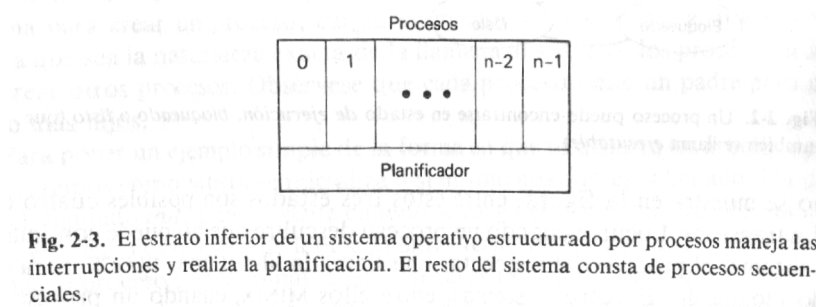 Procesos
0 1 • • • n-2 n-1
Planificador
Fig. 2-3. El estrato inferior de un sistema operativo estructurado por procesos maneja las
interrupciones y realiza la planificación. El resto del sistema consta de procesos secuen-
ciales.